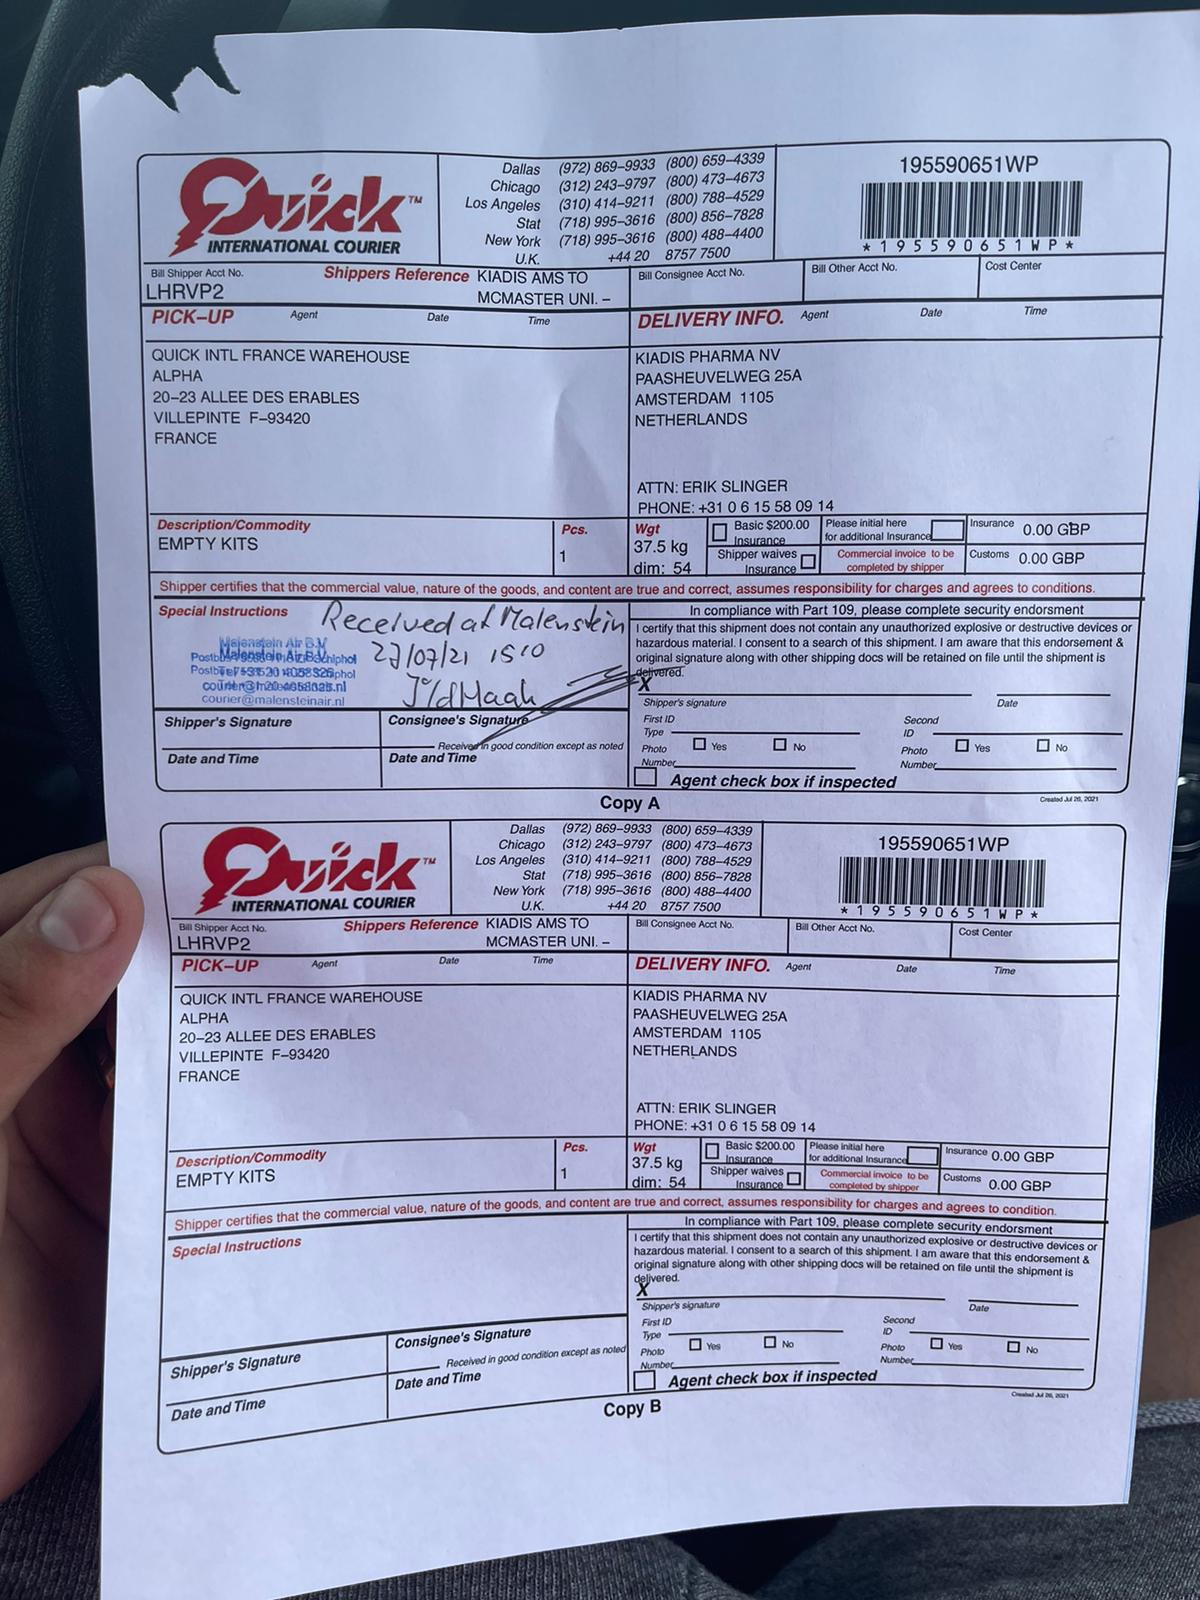 Quick™
INTERNATIONAL COURIER
Dallas (972) 869–9933 (800) 659–4339
Chicago (312) 243–9797 (800) 473–4673
Los Angeles (310) 414–9211 (800) 788–4529
Stat (718) 995–3616 (800) 856–7828
New York (718) 995–3616 (800) 488–4400
U.K. +44 20 8757 7500
195590651WP
*195590651WP*
Bill Shipper Acct No.
LHRVP2
Shippers Reference KIADIS AMS TO
MCMASTER UNI. –
Bill Consignee Acct No.
Bill Other Acct No.
Cost Center
PICK–UP Agent Date Time
DELIVERY INFO. Agent Date Time
QUICK INTL FRANCE WAREHOUSE
ALPHA
20–23 ALLEE DES ERABLES
VILLEPINTE F–93420
FRANCE
KIADIS PHARMA NV
PAASHEUVELWEG 25A
AMSTERDAM 1105
NETHERLANDS
ATTN: ERIK SLINGER
PHONE: +31 0 6 15 58 09 14
Description/Commodity
EMPTY KITS
Pcs.
1
Wgt
37.5 kg
dim: 54
Basic $200.00
Insurance
Shipper waives
Insurance
Please initial here
for additional Insurance
Commercial invoice to be
completed by shipper
Insurance 0.00 GBP
Customs 0.00 GBP
Shipper certifies that the commercial value, nature of the goods, and content are true and correct, assumes responsibility for charges and agrees to conditions.
Special Instructions
Received at Malenstein
27/07/21 1510
Malenstein Air B.V.
Malenstein Air B.V.
courier@malensteinair.nl
In compliance with Part 109, please complete security endorsment
I certify that this shipment does not contain any unauthorized explosive or destructive devices or
hazardous material. I consent to a search of this shipment. I am aware that this endorsement &
original signature along with other shipping docs will be retained on file until the shipment is
delivered.
X
Shipper's signature
Date
First ID
Type
Second
ID
Photo Yes No
Number
Photo Yes No
Number
Agent check box if inspected
Shipper's Signature
Consignee's Signature
Received in good condition except as noted
Date and Time
Date and Time
Copy A
Created Jul 26, 2021
Quick™
INTERNATIONAL COURIER
Dallas (972) 869–9933 (800) 659–4339
Chicago (312) 243–9797 (800) 473–4673
Los Angeles (310) 414–9211 (800) 788–4529
Stat (718) 995–3616 (800) 856–7828
New York (718) 995–3616 (800) 488–4400
U.K. +44 20 8757 7500
195590651WP
*195590651WP*
Bill Shipper Acct No.
LHRVP2
Shippers Reference KIADIS AMS TO
MCMASTER UNI. –
Bill Consignee Acct No.
Bill Other Acct No.
Cost Center
PICK–UP Agent Date Time
DELIVERY INFO. Agent Date Time
QUICK INTL FRANCE WAREHOUSE
ALPHA
20–23 ALLEE DES ERABLES
VILLEPINTE F–93420
FRANCE
KIADIS PHARMA NV
PAASHEUVELWEG 25A
AMSTERDAM 1105
NETHERLANDS
ATTN: ERIK SLINGER
PHONE: +31 0 6 15 58 09 14
Description/Commodity
EMPTY KITS
Pcs.
1
Wgt
37.5 kg
dim: 54
Basic $200.00
Insurance
Shipper waives
Insurance
Please initial here
for additional Insurance
Commercial invoice to be
completed by shipper
Insurance 0.00 GBP
Customs 0.00 GBP
Shipper certifies that the commercial value, nature of the goods, and content are true and correct, assumes responsibility for charges and agrees to condition.
Special Instructions
In compliance with Part 109, please complete security endorsment
I certify that this shipment does not contain any unauthorized explosive or destructive devices or
hazardous material. I consent to a search of this shipment. I am aware that this endorsement &
original signature along with other shipping docs will be retained on file until the shipment is
delivered.
X
Shipper's signature
Date
First ID
Type
Second
ID
Photo Yes No
Number
Photo Yes No
Number
Agent check box if inspected
Shipper's Signature
Consignee's Signature
Received in good condition except as noted
Date and Time
Date and Time
Copy B
Created Jul 26, 2021